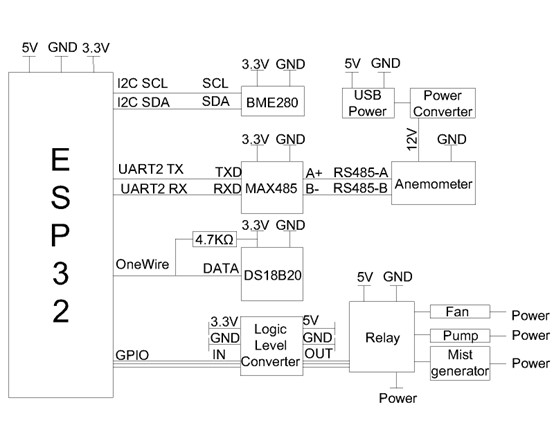 5V GND 3.3V
ESP32
I2C SCL SCL
I2C SDA SDA
3.3V GND
BME280
5V GND
USB
Power
Power
Converter
12V
GND
UART2 TX TXD
UART2 RX RXD
3.3V GND
MAX485
A+ RS485-A
B- RS485-B
Anemometer
4.7KΩ
3.3V GND
OneWire DATA
DS18B20
GPIO
3.3V
GND
IN
Logic
Level
Converter
5V
GND
OUT
5V GND
Relay
Power
Fan Power
Pump Power
Mist
generator
Power